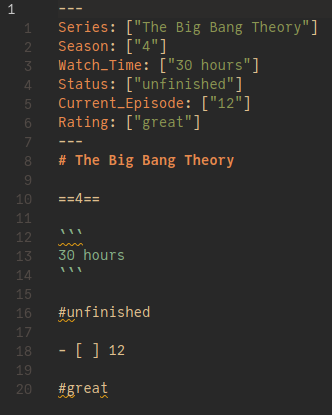 1 ---
1 Series: ["The Big Bang Theory"]
2 Season: ["4"]
3 Watch_Time: ["30 hours"]
4 Status: ["unfinished"]
5 Current_Episode: ["12"]
6 Rating: ["great"]
7 ---
8 # The Big Bang Theory
9
10 ==4==
11
12 ```
13 30 hours
14 ```
15
16 #unfinished
17
18 - [ ] 12
19
20 #great